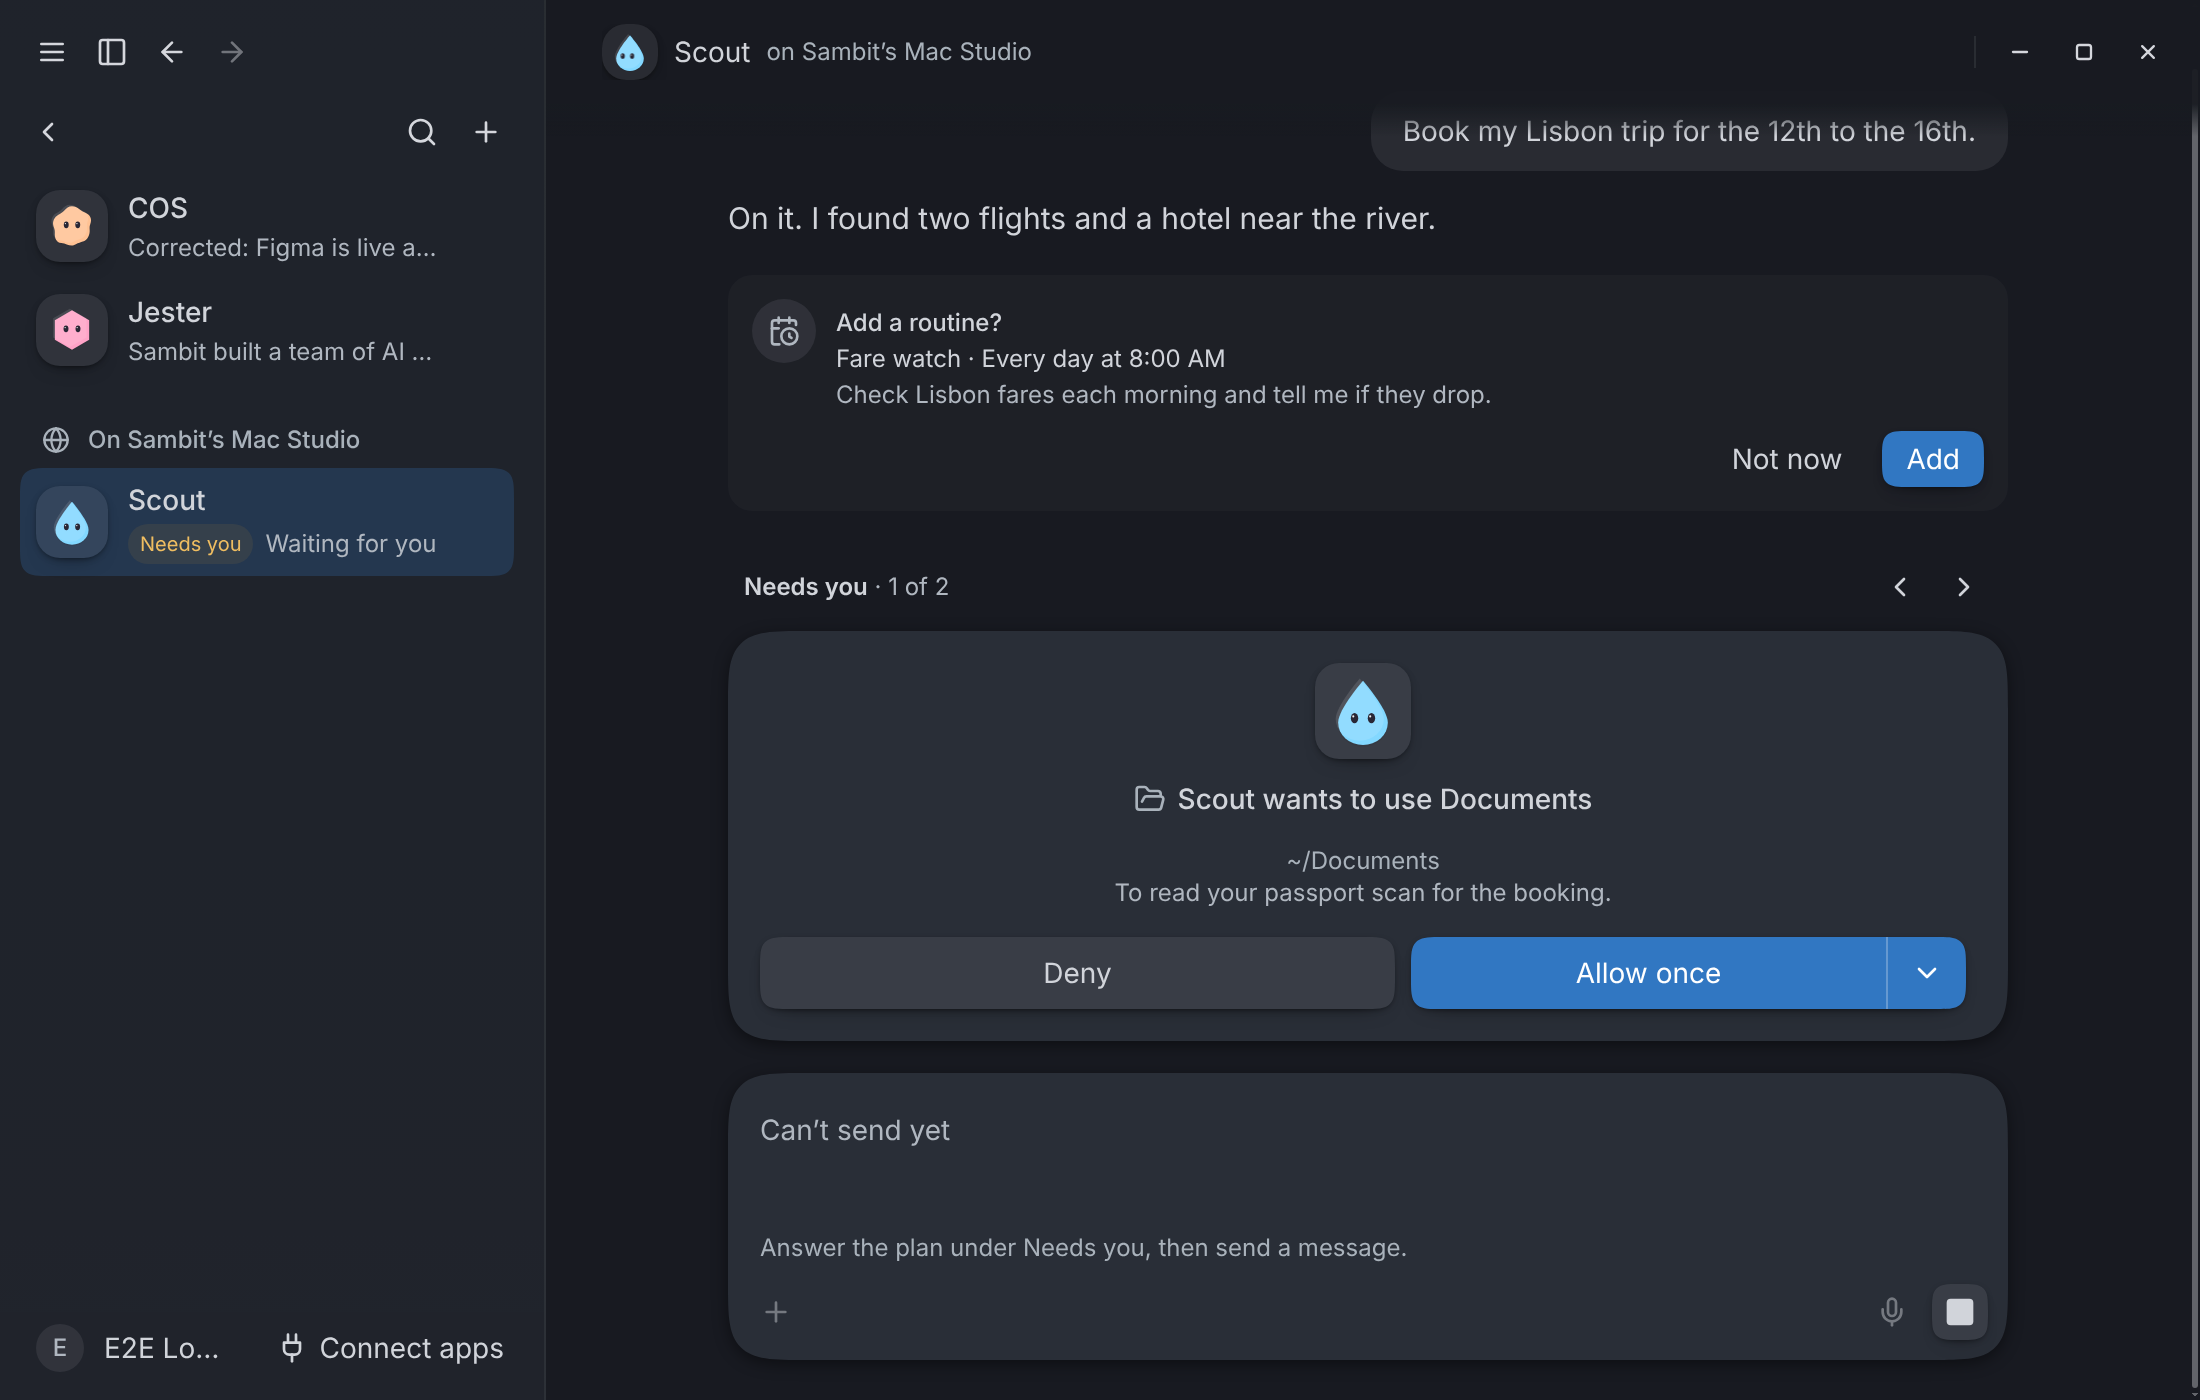 Scout on Sambit’s Mac Studio
COS
Corrected: Figma is live a...
Jester
Sambit built a team of AI ...
On Sambit’s Mac Studio
Scout
Needs you Waiting for you
E
E2E Lo...
Connect apps
Book my Lisbon trip for the 12th to the 16th.
On it. I found two flights and a hotel near the river.
Add a routine?
Fare watch · Every day at 8:00 AM
Check Lisbon fares each morning and tell me if they drop.
Not now
Add
Needs you · 1 of 2
Scout wants to use Documents
~/Documents
To read your passport scan for the booking.
Deny
Allow once
Can’t send yet
Answer the plan under Needs you, then send a message.